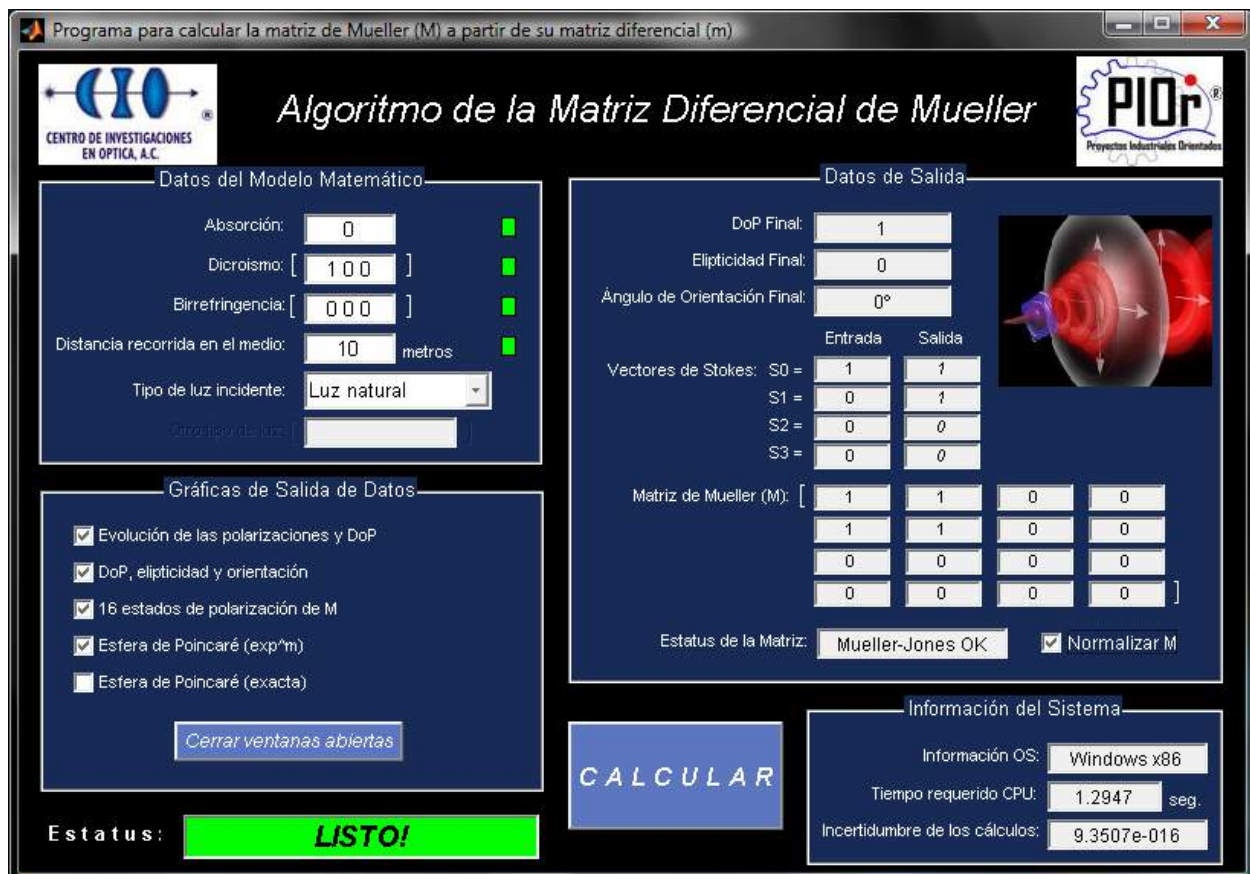 Programa para calcular la matriz de Mueller (M) a partir de su matriz diferencial (m)
CIO ®
CENTRO DE INVESTIGACIONES
EN OPTICA, A.C.
Algoritmo de la Matriz Diferencial de Mueller
PIOr ®
Proyectos Industriales Orientados
Datos del Modelo Matemático
Absorción: 0
Dicroismo: [ 1 0 0 ]
Birrefringencia: [ 0 0 0 ]
Distancia recorrida en el medio: 10 metros
Tipo de luz incidente: Luz natural
Otro tipo de luz: [ ]
Gráficas de Salida de Datos
Evolución de las polarizaciones y DoP
DoP, elipticidad y orientación
16 estados de polarización de M
Esfera de Poincaré (exp^m)
Esfera de Poincaré (exacta)
Cerrar ventanas abiertas
Estatus: LISTO!
Datos de Salida
DoP Final: 1
Elipticidad Final: 0
Ángulo de Orientación Final: 0°
Entrada Salida
Vectores de Stokes: S0 = 1 1
S1 = 0 1
S2 = 0 0
S3 = 0 0
Matriz de Mueller (M): [ 1 1 0 0
1 1 0 0
0 0 0 0
0 0 0 0 ]
Estatus de la Matriz: Mueller-Jones OK Normalizar M
CALCULAR
Información del Sistema
Información OS: Windows x86
Tiempo requerido CPU: 1.2947 seg.
Incertidumbre de los cálculos: 9.3507e-016